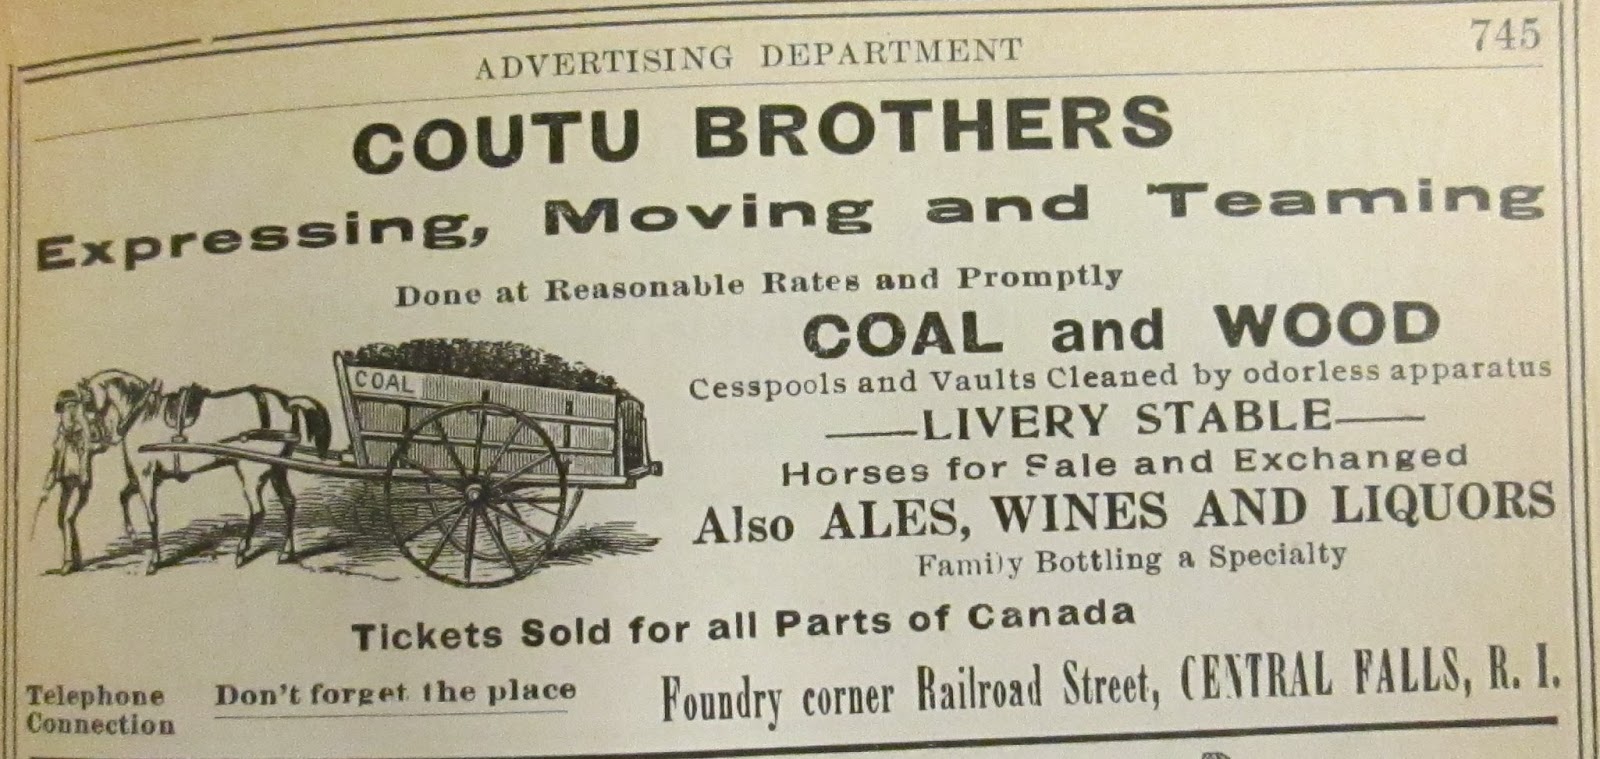 ADVERTISING DEPARTMENT 745
COUTU BROTHERS
Expressing, Moving and Teaming
Done at Reasonable Rates and Promptly
COAL and WOOD
COAL
Cesspools and Vaults Cleaned by odorless apparatus
LIVERY STABLE
Horses for Sale and Exchanged
Also ALES, WINES AND LIQUORS
Family Bottling a Specialty
Tickets Sold for all Parts of Canada
Telephone Connection
Don't forget the place
Foundry corner Railroad Street, CENTRAL FALLS, R. I.